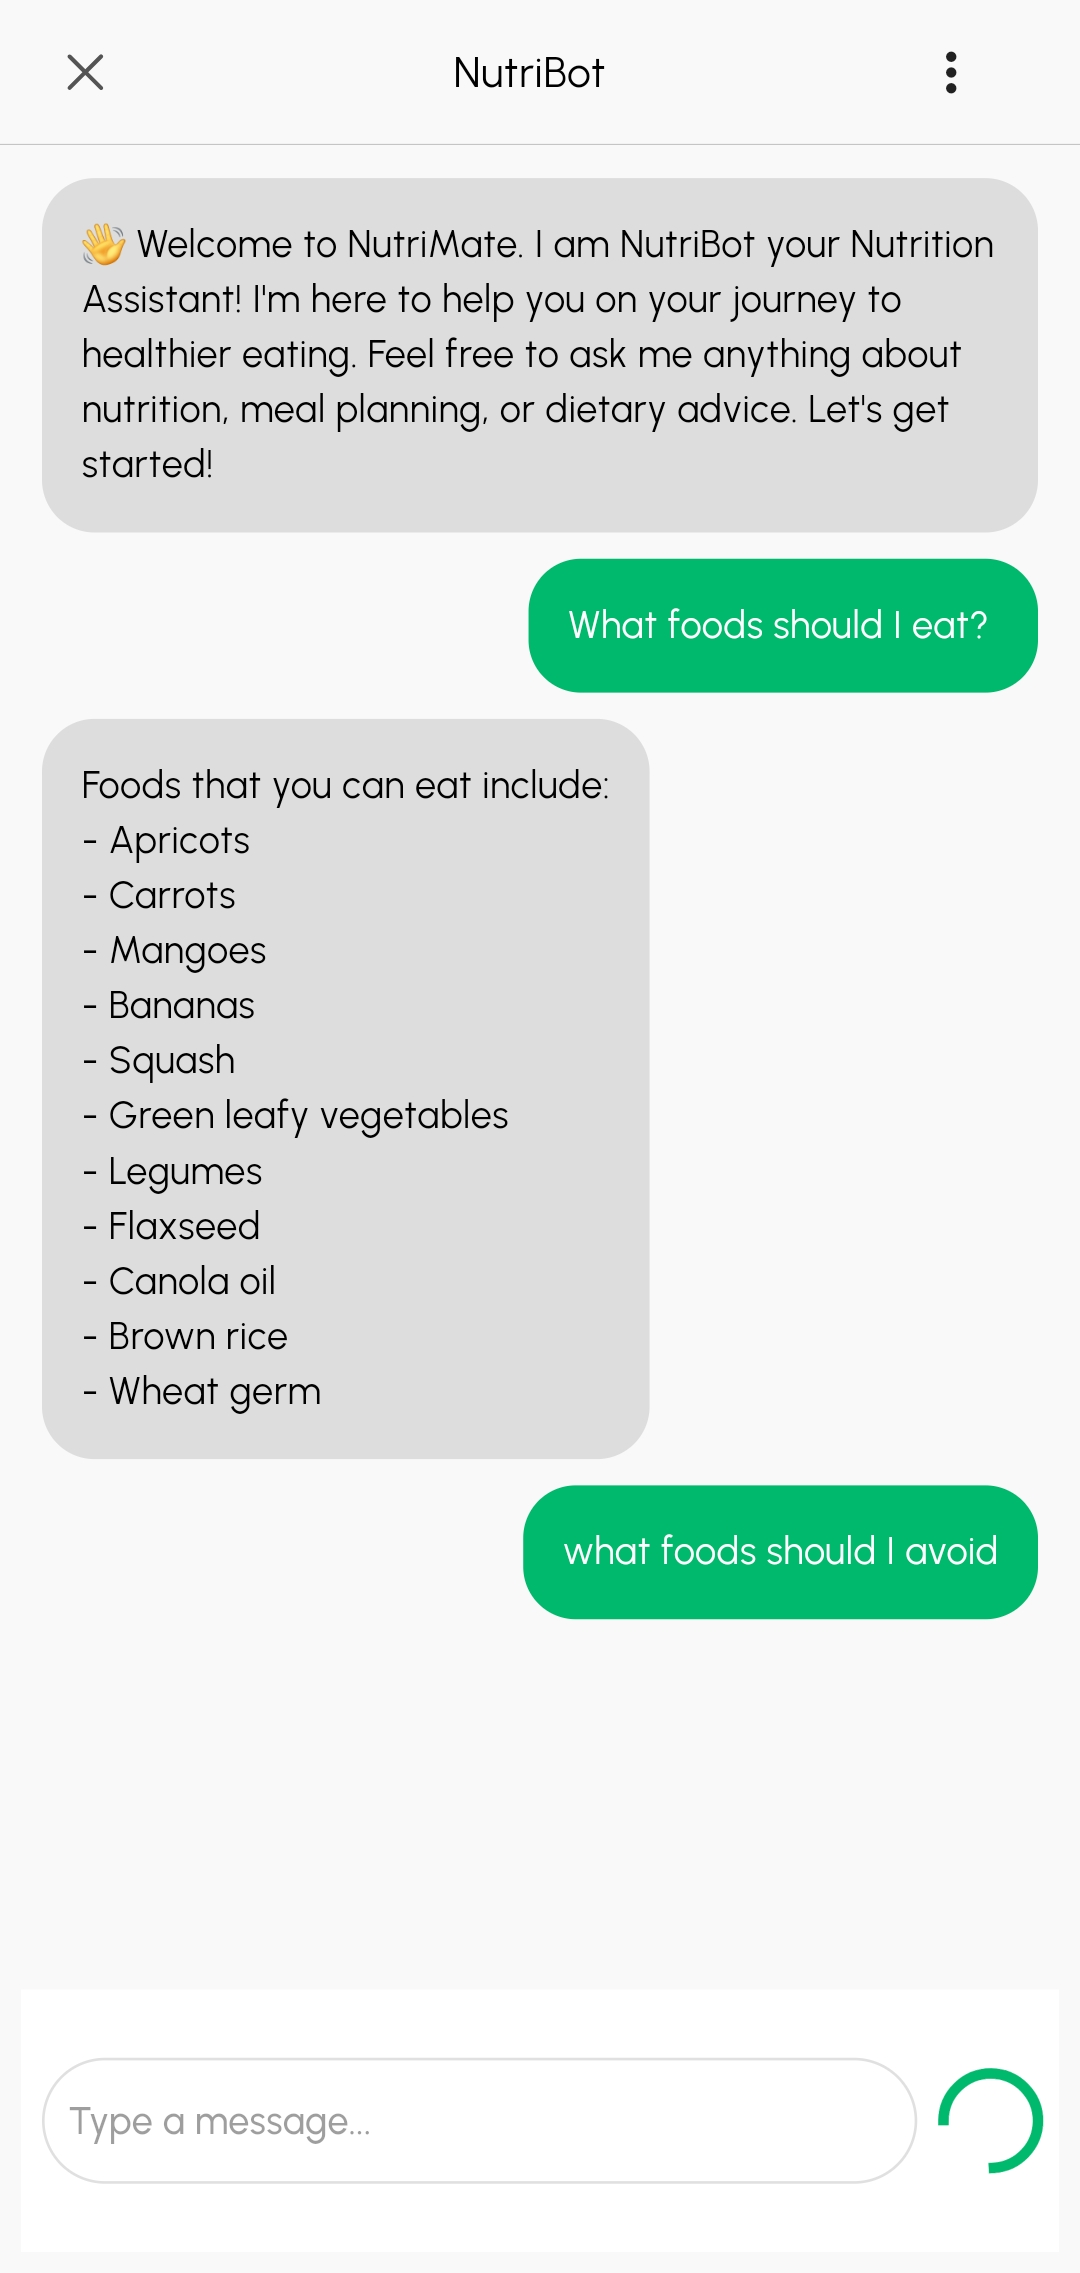 NutriBot
👋 Welcome to NutriMate. I am NutriBot your Nutrition
Assistant! I'm here to help you on your journey to
healthier eating. Feel free to ask me anything about
nutrition, meal planning, or dietary advice. Let's get
started!
What foods should I eat?
Foods that you can eat include:
- Apricots
- Carrots
- Mangoes
- Bananas
- Squash
- Green leafy vegetables
- Legumes
- Flaxseed
- Canola oil
- Brown rice
- Wheat germ
what foods should I avoid
Type a message...